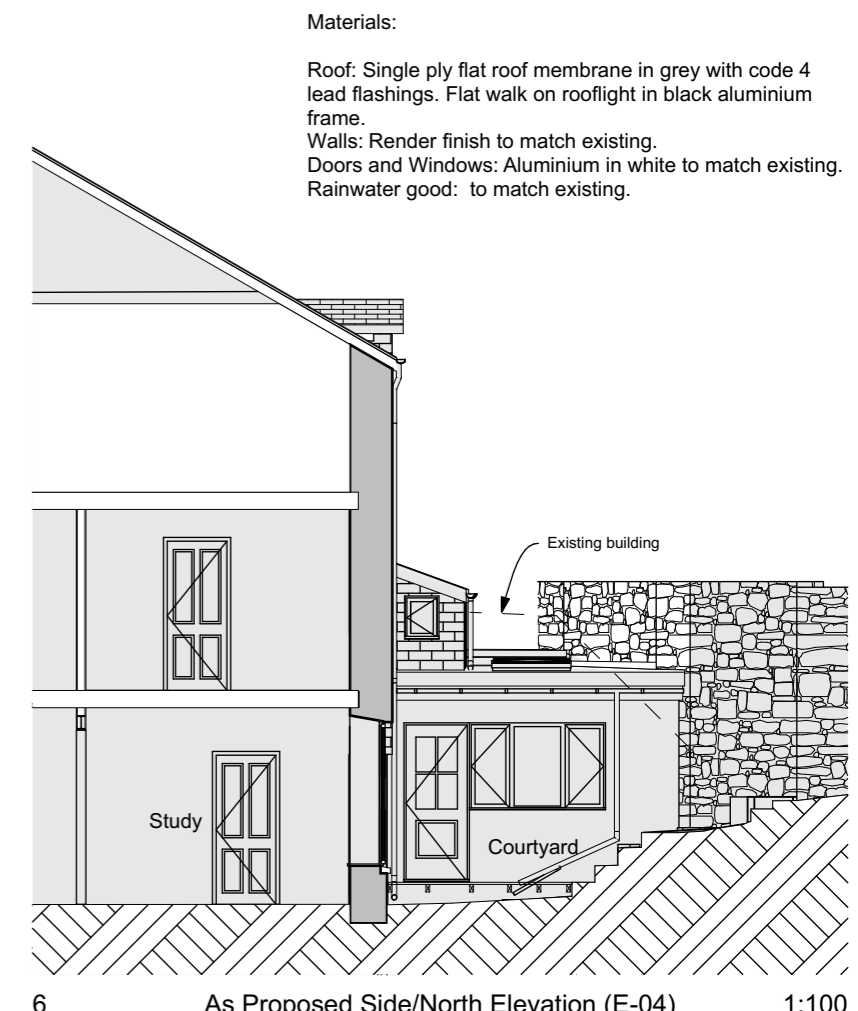 Materials:
Roof: Single ply flat roof membrane in grey with code 4
lead flashings. Flat walk on rooflight in black aluminium
frame.
Walls: Render finish to match existing.
Doors and Windows: Aluminium in white to match existing.
Rainwater good: to match existing.
Existing building
Study
Courtyard
6 As Proposed Side/North Elevation (E-04) 1:100